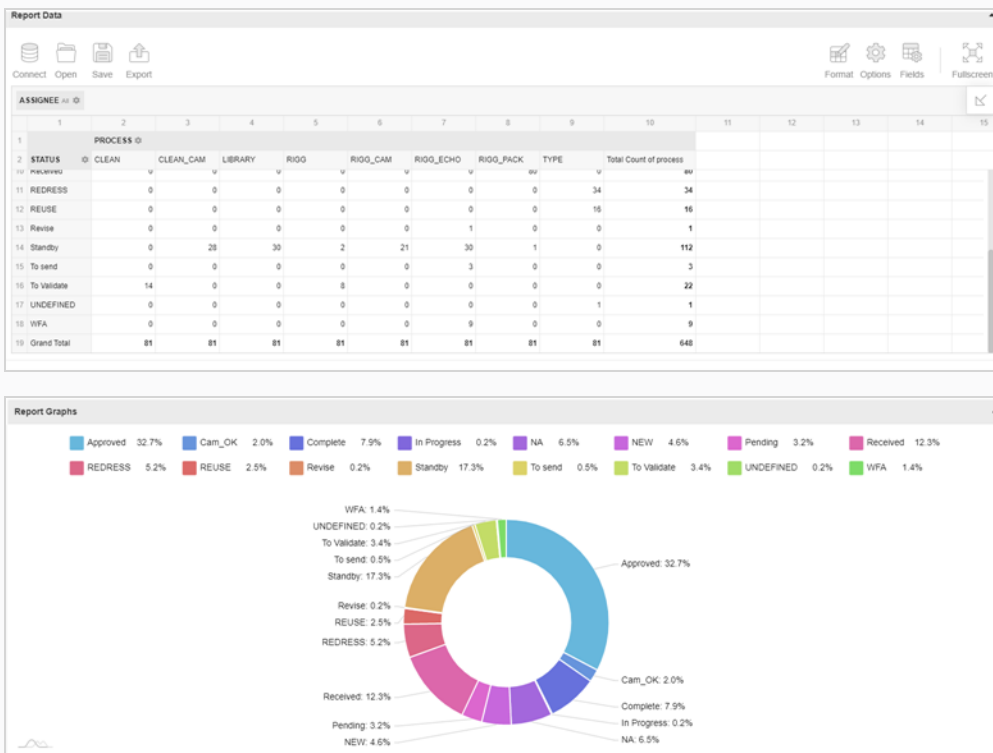 Report Data
Connect Open Save Export Format Options Fields Fullscreen
ASSIGNEE All
1 2 3 4 5 6 7 8 9 10 11 12 13 14 15
1 PROCESS
2 STATUS CLEAN CLEAN_CAM LIBRARY RIGG RIGG_CAM RIGG_ECHO RIGG_PACK TYPE Total Count of process
10 Received 0 0 0 0 0 0 80 0 80
11 REDRESS 0 0 0 0 0 0 0 34 34
12 REUSE 0 0 0 0 0 0 0 16 16
13 Revise 0 0 0 0 0 1 0 0 1
14 Standby 0 28 30 2 21 30 1 0 112
15 To send 0 0 0 0 0 3 0 0 3
16 To Validate 14 0 0 8 0 0 0 0 22
17 UNDEFINED 0 0 0 0 0 0 0 1 1
18 WFA 0 0 0 0 0 9 0 0 9
19 Grand Total 81 81 81 81 81 81 81 81 648
Report Graphs
Approved 32.7% Cam_OK 2.0% Complete 7.9% In Progress 0.2% NA 6.5% NEW 4.6% Pending 3.2% Received 12.3%
REDRESS 5.2% REUSE 2.5% Revise 0.2% Standby 17.3% To send 0.5% To Validate 3.4% UNDEFINED 0.2% WFA 1.4%
WFA: 1.4%
UNDEFINED: 0.2%
To Validate: 3.4%
To send: 0.5%
Standby: 17.3%
Revise: 0.2%
REUSE: 2.5%
REDRESS: 5.2%
Received: 12.3%
Pending: 3.2%
NEW: 4.6%
Approved: 32.7%
Cam_OK: 2.0%
Complete: 7.9%
In Progress: 0.2%
NA: 6.5%